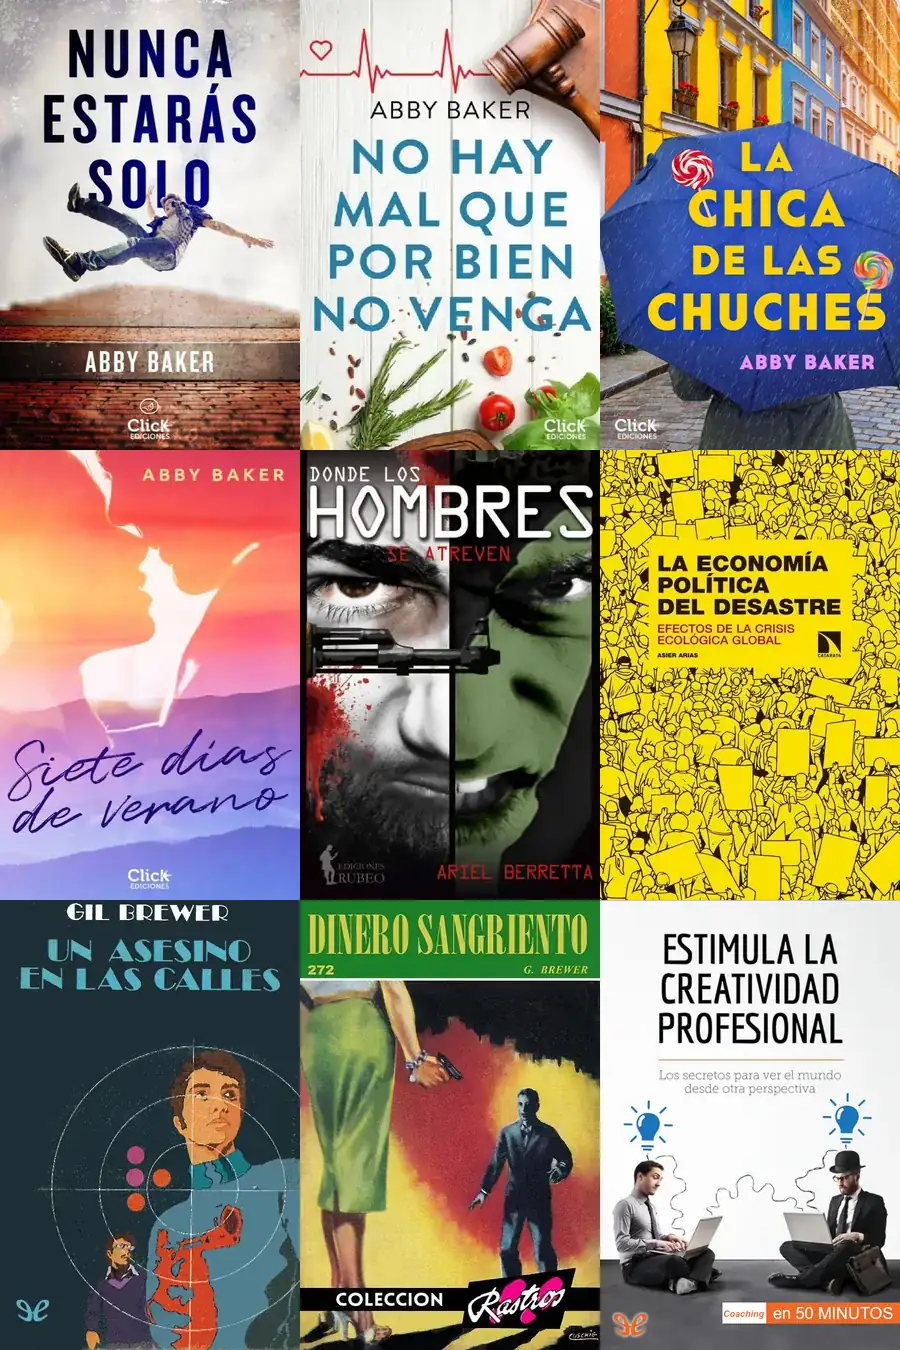 NUNCA
ESTARÁS
SOLO
ABBY BAKER
Click
EDICIONES
ABBY BAKER
NO HAY
MAL QUE
POR BIEN
NO VENGA
Click
EDICIONES
LA
CHICA
DE LAS
CHUCHES
ABBY BAKER
Click
EDICIONES
ABBY BAKER
Siete días
de verano
Click
EDICIONES
DONDE LOS
HOMBRES
SE ATREVEN
EDICIONES
RUBEO
ARIEL BERRETTA
LA ECONOMÍA
POLÍTICA
DEL DESASTRE
EFECTOS DE LA CRISIS
ECOLÓGICA GLOBAL
ASIER ARIAS
CATARATA
GIL BREWER
UN ASESINO
EN LAS CALLES
DINERO SANGRIENTO
272
G. BREWER
COLECCION
Rastros
ESTIMULA LA
CREATIVIDAD
PROFESIONAL
Los secretos para ver el mundo
desde otra perspectiva
Coaching en 50 MINUTOS